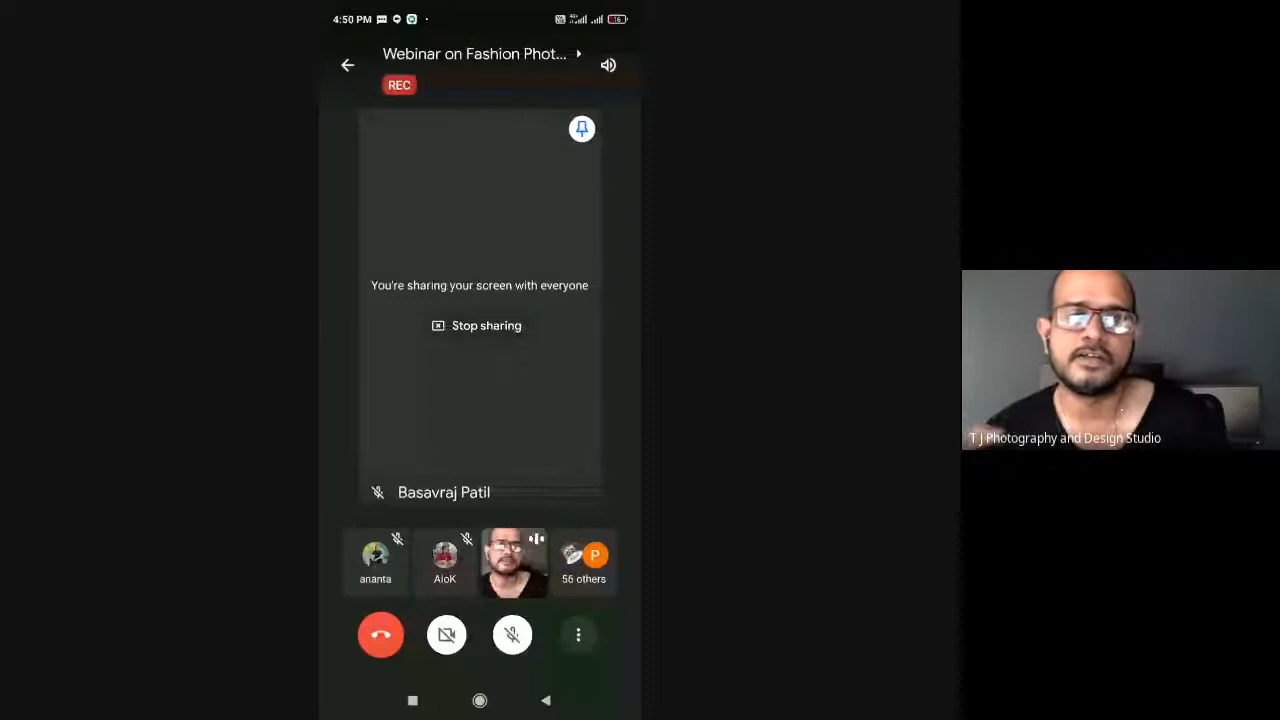 4:50 PM
16
Webinar on Fashion Phot...
REC
You're sharing your screen with everyone
Stop sharing
Basavraj Patil
ananta
AloK
P
56 others
T J Photography and Design Studio